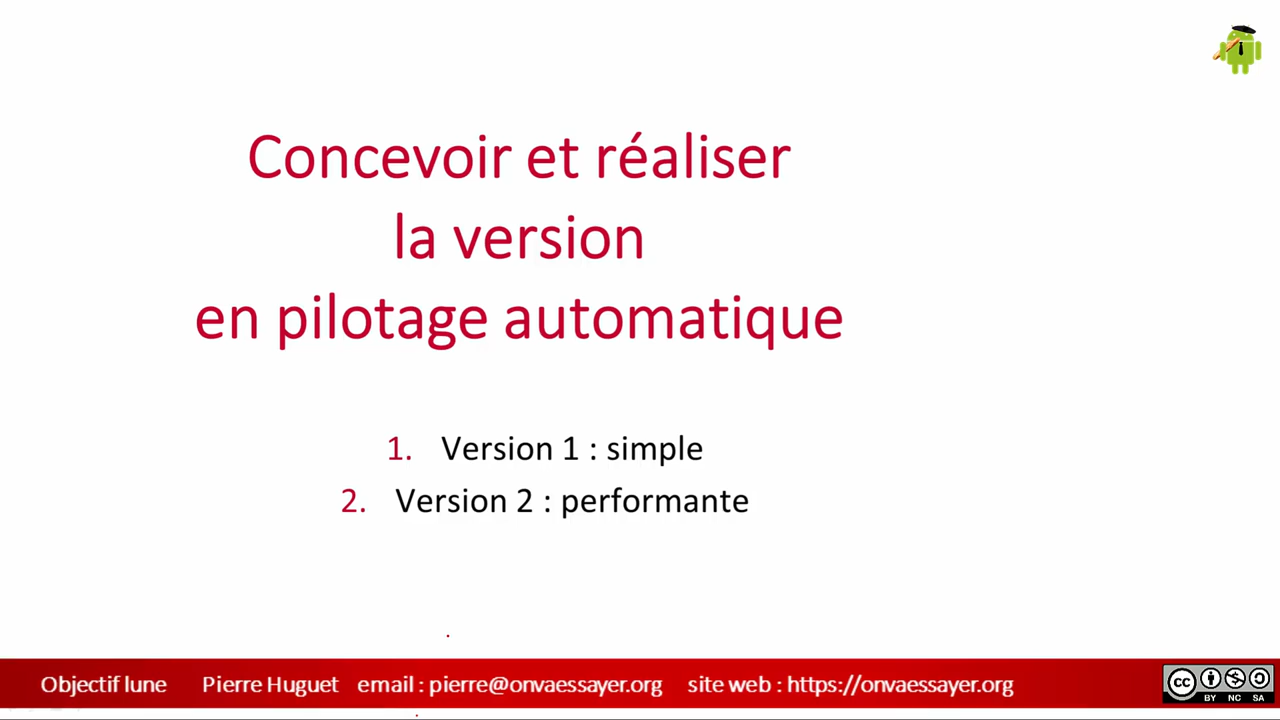 Concevoir et réaliser
la version
en pilotage automatique
1. Version 1 : simple
2. Version 2 : performante
Objectif lune Pierre Huguet email : pierre@onvaessayer.org site web : https://onvaessayer.org
CC BY NC SA